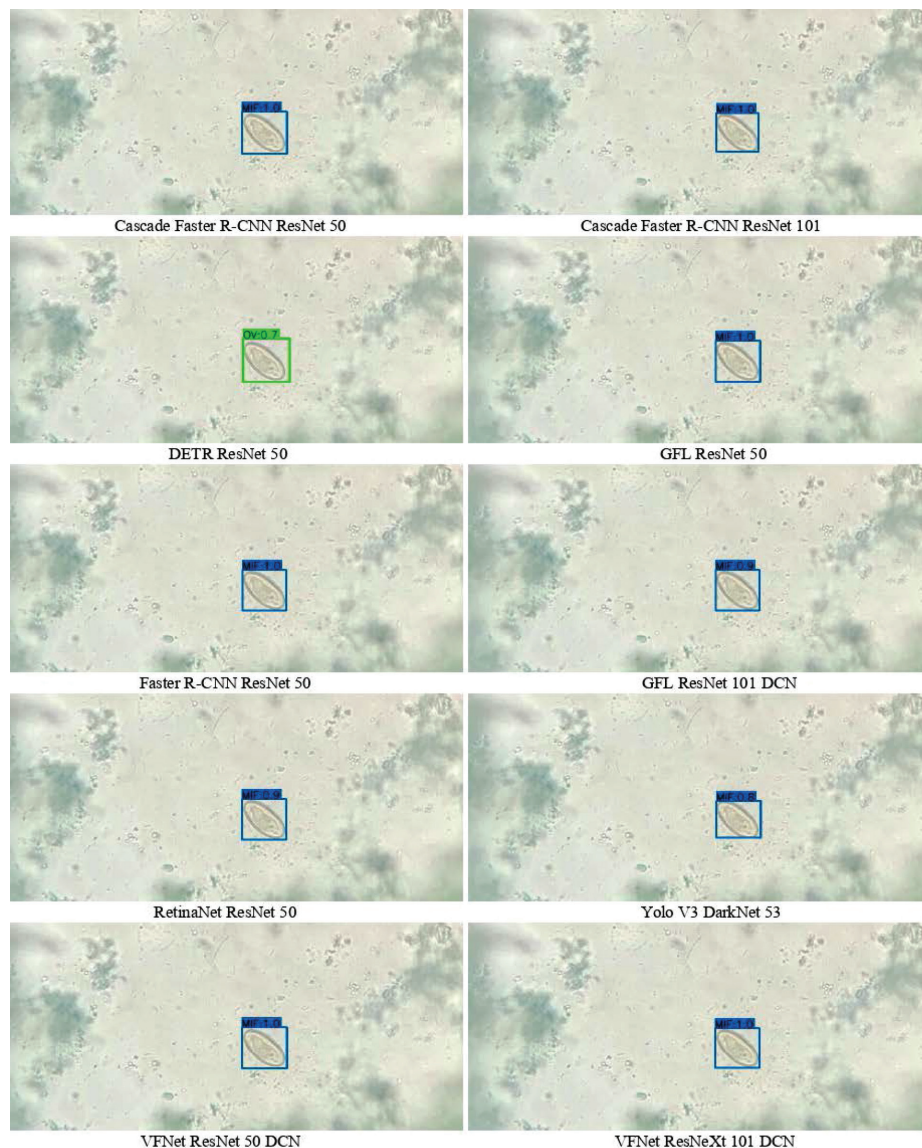 MIF:1.0
MIF:1.0
Cascade Faster R-CNN ResNet 50
Cascade Faster R-CNN ResNet 101
OV:0.7
MIF:1.0
DETR ResNet 50
GFL ResNet 50
MIF:1.0
MIF:0.9
Faster R-CNN ResNet 50
GFL ResNet 101 DCN
MIF:0.9
MIF:0.8
RetinaNet ResNet 50
Yolo V3 DarkNet 53
MIF:1.0
MIF:1.0
VFNet ResNet 50 DCN
VFNet ResNeXt 101 DCN